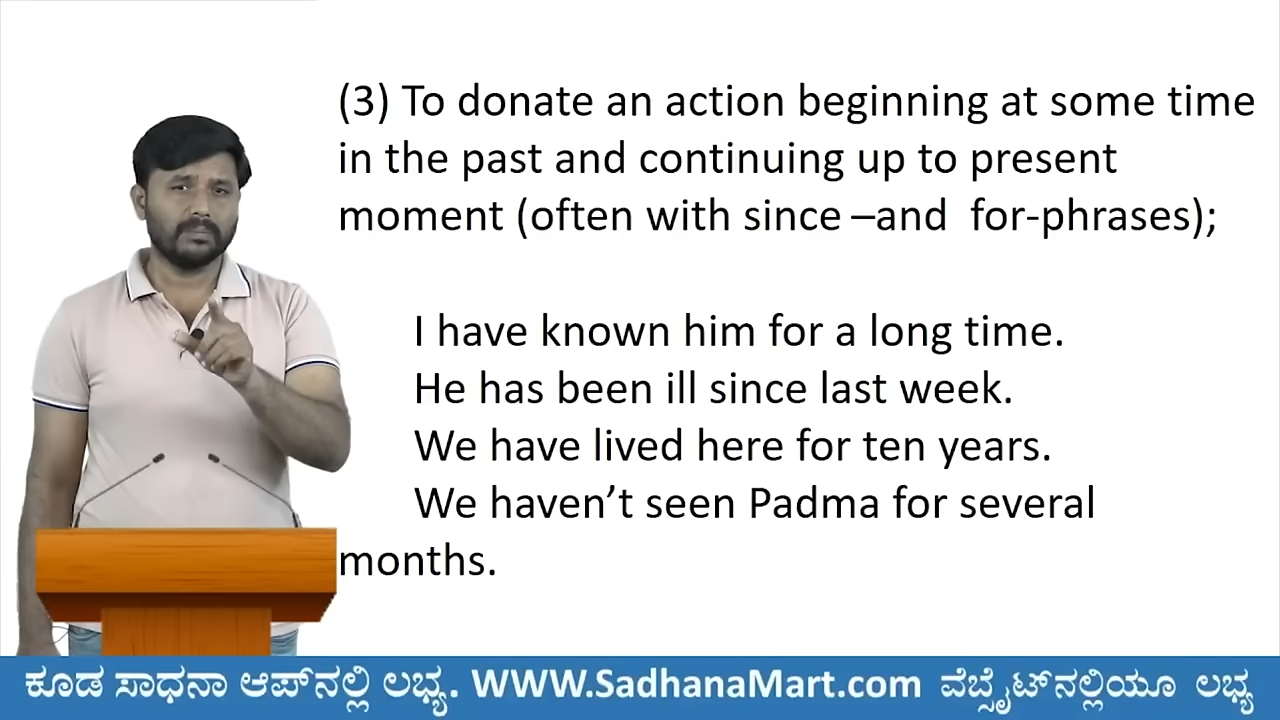 (3) To donate an action beginning at some time
in the past and continuing up to present
moment (often with since –and for-phrases);
I have known him for a long time.
He has been ill since last week.
We have lived here for ten years.
We haven’t seen Padma for several
months.
ಕೂಡ ಸಾಧನಾ ಆಪ್‌ನಲ್ಲಿ ಲಭ್ಯ. WWW.SadhanaMart.com ವೆಬ್ಸೈಟ್‌ನಲ್ಲಿಯೂ ಲಭ್ಯ